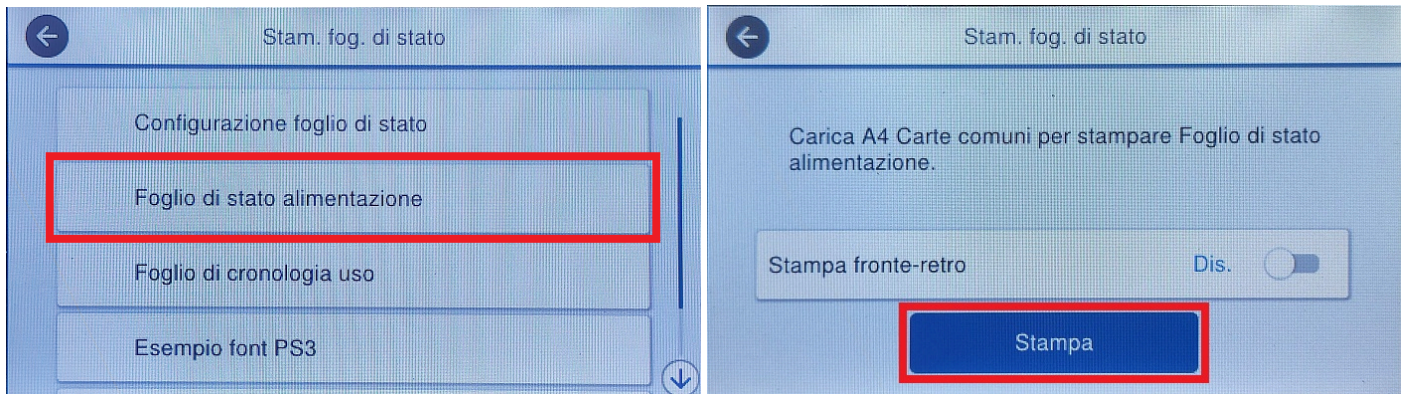 Stam. fog. di stato
Configurazione foglio di stato
Foglio di stato alimentazione
Foglio di cronologia uso
Esempio font PS3
Stam. fog. di stato
Carica A4 Carte comuni per stampare Foglio di stato
alimentazione.
Stampa fronte-retro Dis.
Stampa